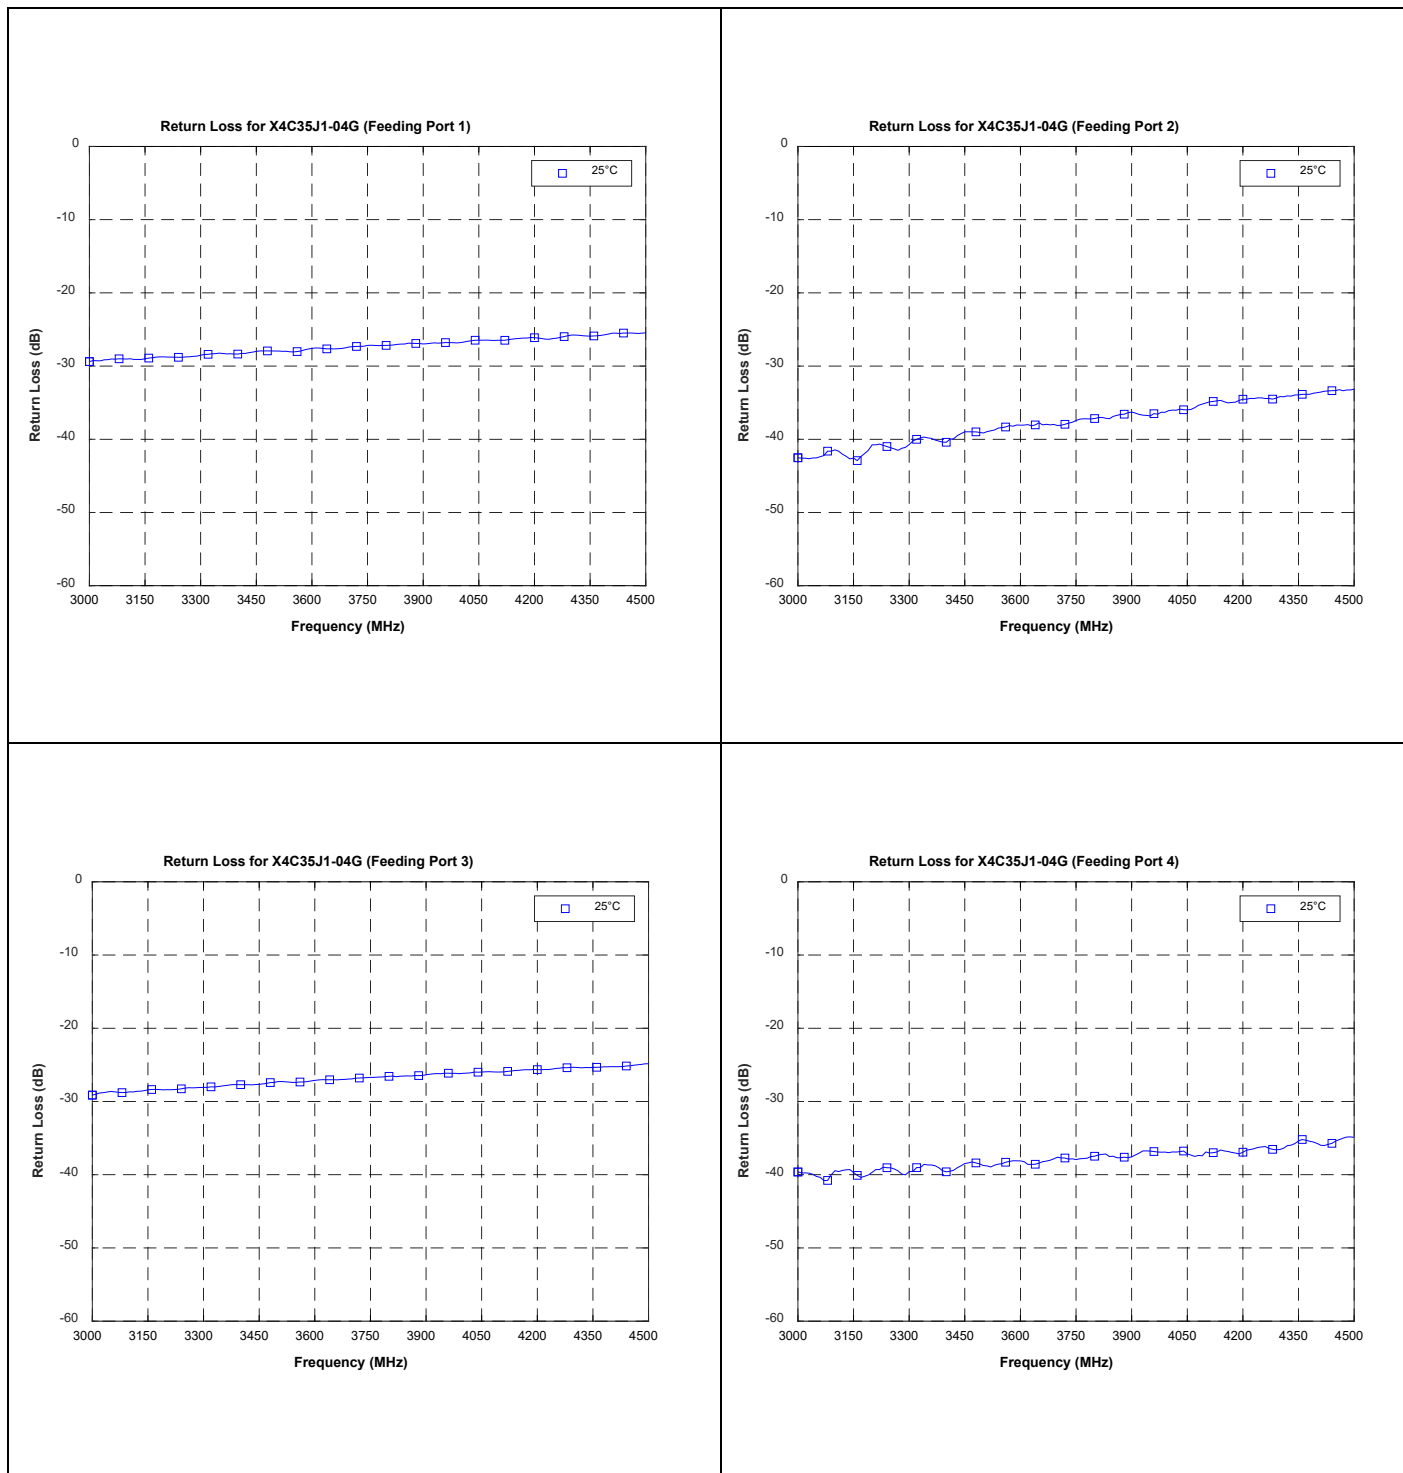 Return Loss for X4C35J1-04G (Feeding Port 1)
25°C
0
-10
-20
-30
-40
-50
-60
Return Loss (dB)
3000 3150 3300 3450 3600 3750 3900 4050 4200 4350 4500
Frequency (MHz)
Return Loss for X4C35J1-04G (Feeding Port 2)
25°C
0
-10
-20
-30
-40
-50
-60
Return Loss (dB)
3000 3150 3300 3450 3600 3750 3900 4050 4200 4350 4500
Frequency (MHz)
Return Loss for X4C35J1-04G (Feeding Port 3)
25°C
0
-10
-20
-30
-40
-50
-60
Return Loss (dB)
3000 3150 3300 3450 3600 3750 3900 4050 4200 4350 4500
Frequency (MHz)
Return Loss for X4C35J1-04G (Feeding Port 4)
25°C
0
-10
-20
-30
-40
-50
-60
Return Loss (dB)
3000 3150 3300 3450 3600 3750 3900 4050 4200 4350 4500
Frequency (MHz)